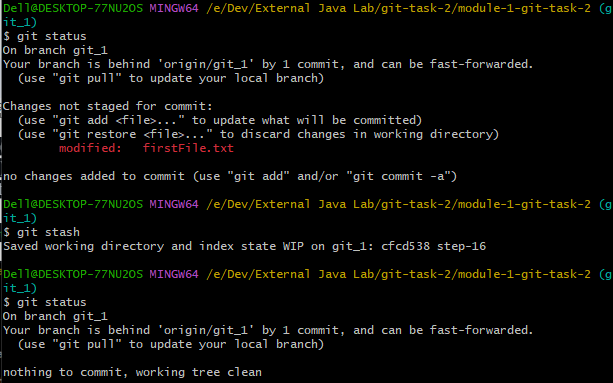 Dell@DESKTOP-77NU2OS MINGW64 /e/Dev/External Java Lab/git-task-2/module-1-git-task-2 (g
it_1)
$ git status
On branch git_1
Your branch is behind 'origin/git_1' by 1 commit, and can be fast-forwarded.
  (use "git pull" to update your local branch)

Changes not staged for commit:
  (use "git add <file>..." to update what will be committed)
  (use "git restore <file>..." to discard changes in working directory)
        modified:   firstFile.txt

no changes added to commit (use "git add" and/or "git commit -a")

Dell@DESKTOP-77NU2OS MINGW64 /e/Dev/External Java Lab/git-task-2/module-1-git-task-2 (g
it_1)
$ git stash
Saved working directory and index state WIP on git_1: cfcd538 step-16

Dell@DESKTOP-77NU2OS MINGW64 /e/Dev/External Java Lab/git-task-2/module-1-git-task-2 (g
it_1)
$ git status
On branch git_1
Your branch is behind 'origin/git_1' by 1 commit, and can be fast-forwarded.
  (use "git pull" to update your local branch)

nothing to commit, working tree clean